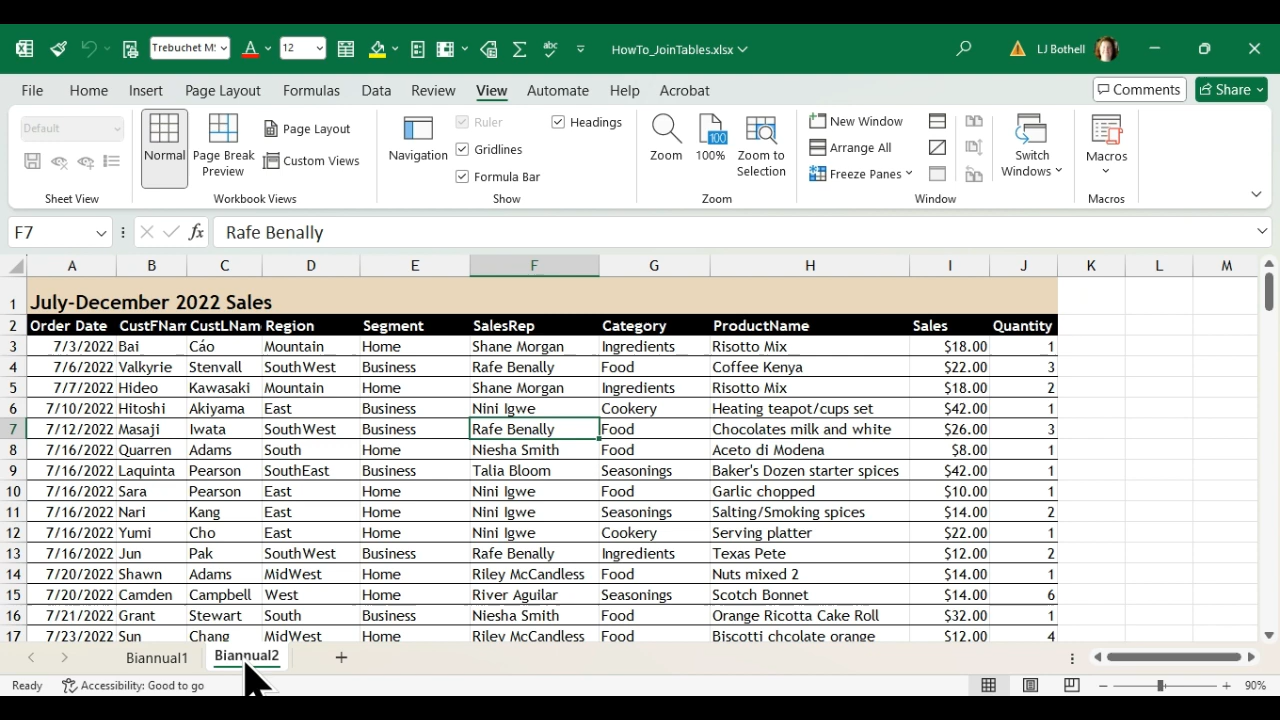 Trebuchet M: A 12 HowTo_JoinTables.xlsx LJ Bothell
File Home Insert Page Layout Formulas Data Review View Automate Help Acrobat Comments Share
Default
Normal
Page Break Preview
Page Layout
Custom Views
Navigation
Ruler
Gridlines
Formula Bar
Headings
Zoom
100
100%
Zoom to Selection
New Window
Arrange All
Freeze Panes
Switch Windows
Macros
Sheet View Workbook Views Show Zoom Window Macros
F7 fx Rafe Benally
A B C D E F G H I J K L M
1 July-December 2022 Sales
2 Order Date CustFNam CustLName Region Segment SalesRep Category ProductName Sales Quantity
3 7/3/2022 Bai Cáo Mountain Home Shane Morgan Ingredients Risotto Mix $18.00 1
4 7/6/2022 Valkyrie Stenvall SouthWest Business Rafe Benally Food Coffee Kenya $22.00 3
5 7/7/2022 Hideo Kawasaki Mountain Home Shane Morgan Ingredients Risotto Mix $18.00 2
6 7/10/2022 Hitoshi Akiyama East Business Nini Igwe Cookery Heating teapot/cups set $42.00 1
7 7/12/2022 Masaji Iwata SouthWest Business Rafe Benally Food Chocolates milk and white $26.00 3
8 7/16/2022 Quarren Adams South Home Niesha Smith Food Aceto di Modena $8.00 1
9 7/16/2022 Laquinta Pearson SouthEast Business Talia Bloom Seasonings Baker's Dozen starter spices $42.00 1
10 7/16/2022 Sara Pearson East Home Nini Igwe Food Garlic chopped $10.00 1
11 7/16/2022 Nari Kang East Home Nini Igwe Seasonings Salting/Smoking spices $14.00 2
12 7/16/2022 Yumi Cho East Home Nini Igwe Cookery Serving platter $22.00 1
13 7/16/2022 Jun Pak SouthWest Business Rafe Benally Ingredients Texas Pete $12.00 2
14 7/20/2022 Shawn Adams MidWest Home Riley McCandless Food Nuts mixed 2 $14.00 1
15 7/20/2022 Camden Campbell West Home River Aguilar Seasonings Scotch Bonnet $14.00 6
16 7/21/2022 Grant Stewart South Business Niesha Smith Food Orange Ricotta Cake Roll $32.00 1
17 7/23/2022 Sun Chang MidWest Home Riley McCandless Food Biscotti chcolate orange $12.00 4
Biannual1 Biannual2
Ready Accessibility: Good to go 90%